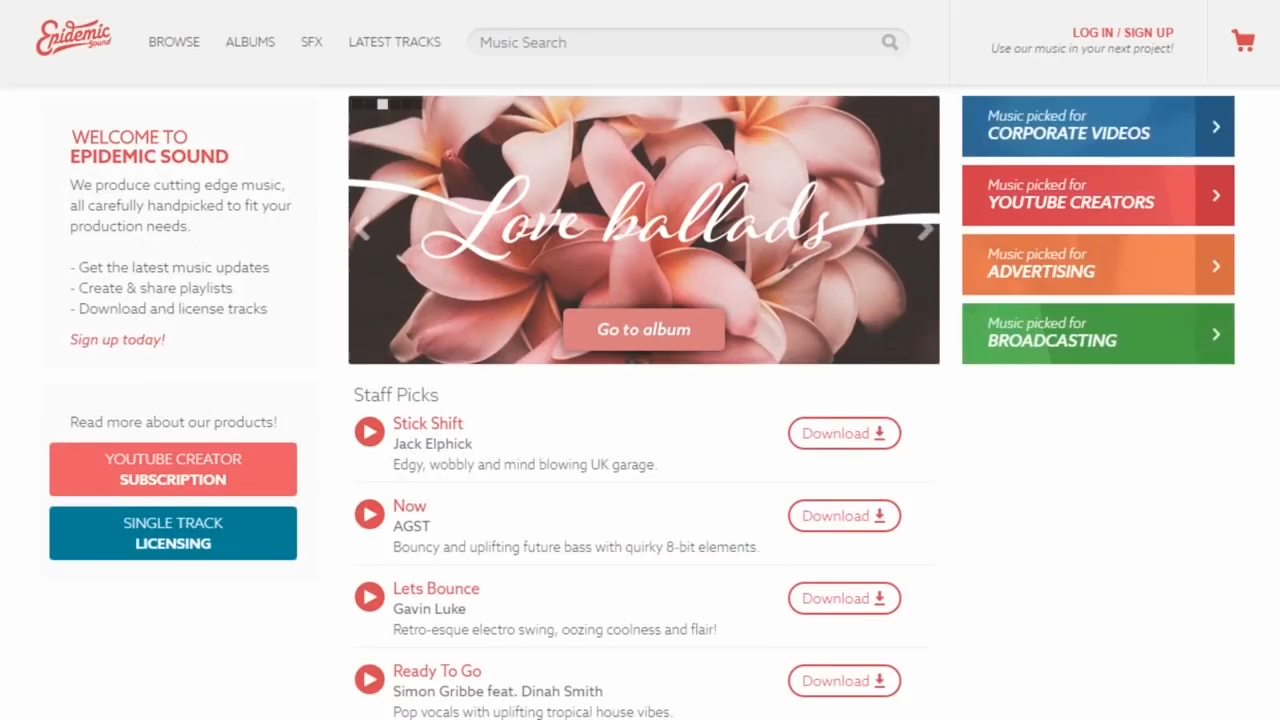 Epidemic
Sound
BROWSE
ALBUMS
SFX
LATEST TRACKS
Music Search
LOG IN / SIGN UP
Use our music in your next project!
WELCOME TO
EPIDEMIC SOUND
We produce cutting edge music,
all carefully handpicked to fit your
production needs.
- Get the latest music updates
- Create & share playlists
- Download and license tracks
Sign up today!
Read more about our products!
YOUTUBE CREATOR
SUBSCRIPTION
SINGLE TRACK
LICENSING
Love ballads
Go to album
Staff Picks
Stick Shift
Jack Elphick
Edgy, wobbly and mind blowing UK garage.
Download
Now
AGST
Bouncy and uplifting future bass with quirky 8-bit elements.
Download
Lets Bounce
Gavin Luke
Retro-esque electro swing, oozing coolness and flair!
Download
Ready To Go
Simon Gribbe feat. Dinah Smith
Pop vocals with uplifting tropical house vibes.
Download
Music picked for
CORPORATE VIDEOS
Music picked for
YOUTUBE CREATORS
Music picked for
ADVERTISING
Music picked for
BROADCASTING